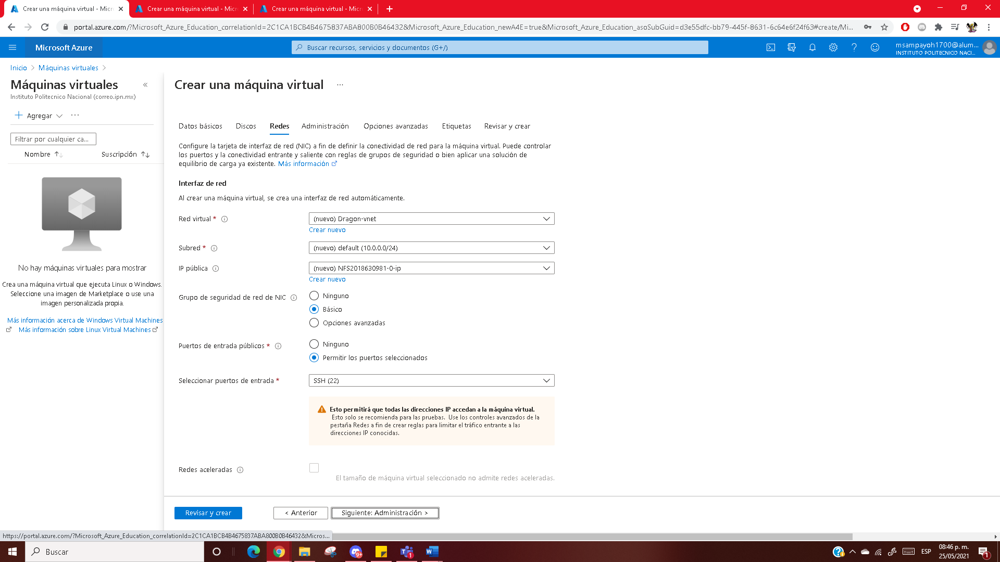 Crear una máquina virtual - Micr
Crear una máquina virtual - Micr
Crear una máquina virtual - Micr
portal.azure.com/?Microsoft_Azure_Education_correlationId=2C1CA1BCB4B4675837ABA800B0B46432&Microsoft_Azure_Education_newA4E=true&Microsoft_Azure_Education_asoSubGuid=d3e55dfc-bb79-445f-8631-6c64e6f24f63#create/Mi...
Microsoft Azure
Buscar recursos, servicios y documentos (G+/)
msampayoh1700@alum...
INSTITUTO POLITECNICO NACI...
Inicio
Máquinas virtuales
Máquinas virtuales
«
Instituto Politecnico Nacional (correo.ipn.mx)
Agregar
...
Filtrar por cualquier ca...
Nombre
Suscripción
No hay máquinas virtuales para mostrar
Crea una máquina virtual que ejecuta Linux o Windows.
Seleccione una imagen de Marketplace o use una
imagen personalizada propia.
Más información acerca de Windows Virtual Machines
Más información sobre Linux Virtual Machines
Crear una máquina virtual
...
Datos básicos
Discos
Redes
Administración
Opciones avanzadas
Etiquetas
Revisar y crear
Configure la tarjeta de interfaz de red (NIC) a fin de definir la conectividad de red para la máquina virtual. Puede controlar
los puertos y la conectividad entrante y saliente con reglas de grupos de seguridad o bien aplicar una solución de
equilibrio de carga ya existente. Más información
Interfaz de red
Al crear una máquina virtual, se crea una interfaz de red automáticamente.
Red virtual *
(nuevo) Dragon-vnet
Crear nuevo
Subred *
(nuevo) default (10.0.0.0/24)
IP pública
(nuevo) NFS2018630981-0-ip
Crear nuevo
Grupo de seguridad de red de NIC
Ninguno
Básico
Opciones avanzadas
Puertos de entrada públicos *
Ninguno
Permitir los puertos seleccionados
Seleccionar puertos de entrada *
SSH (22)
Esto permitirá que todas las direcciones IP accedan a la máquina virtual.
Esto solo se recomienda para las pruebas. Use los controles avanzados de la
pestaña Redes a fin de crear reglas para limitar el tráfico entrante a las
direcciones IP conocidas.
Redes aceleradas
El tamaño de máquina virtual seleccionado no admite redes aceleradas.
Revisar y crear
< Anterior
Siguiente: Administración >
https://portal.azure.com/?Microsoft_Azure_Education_correlationId=2C1CA1BCB4B4675837ABA800B0B46432&Micros...
Buscar
9+
1
ESP
08:46 p. m.
25/05/2021
1